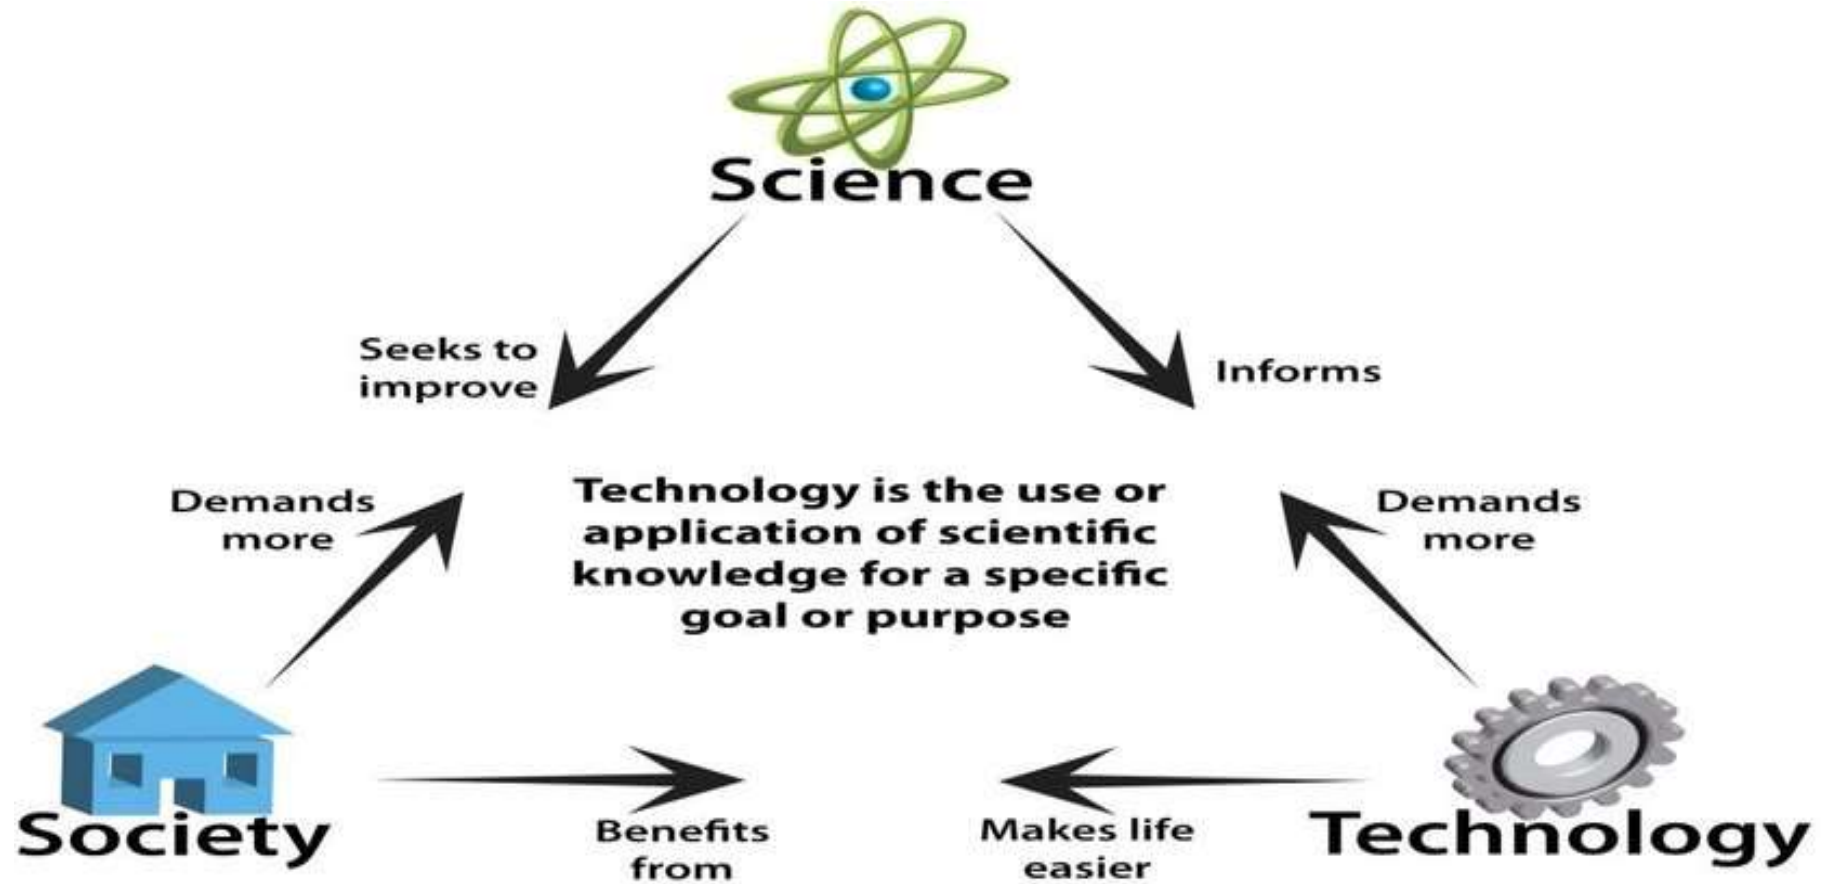 Science
Seeks to
improve
Informs
Demands
more
Technology is the use or
application of scientific
knowledge for a specific
goal or purpose
Demands
more
Society
Benefits
from
Makes life
easier
Technology